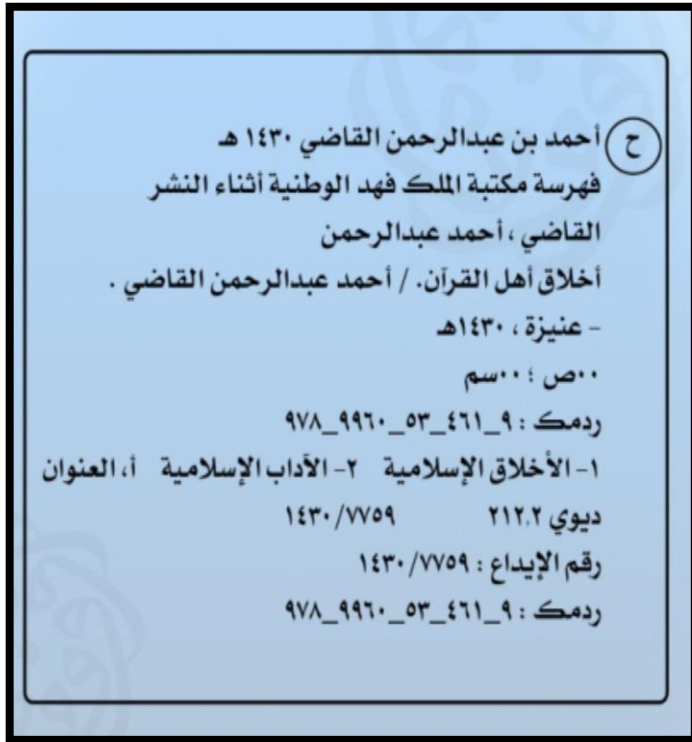 ح أحمد بن عبدالرحمن القاضي ١٤٣٠ هـ
فهرسة مكتبة الملك فهد الوطنية أثناء النشر
القاضي ، أحمد عبدالرحمن
أخلاق أهل القرآن. / أحمد عبدالرحمن القاضي .
- عنيزة ، ١٤٣٠هـ
٠٠ص ؛ ٠٠سم
ردمك : ٩_٤٦١_٥٣_٩٩٦٠_٩٧٨
١- الأخلاق الإسلامية ٢- الآداب الإسلامية أ، العنوان
ديوي ٢١٢.٢ ١٤٣٠/٧٧٥٩
رقم الإيداع : ١٤٣٠/٧٧٥٩
ردمك : ٩_٤٦١_٥٣_٩٩٦٠_٩٧٨